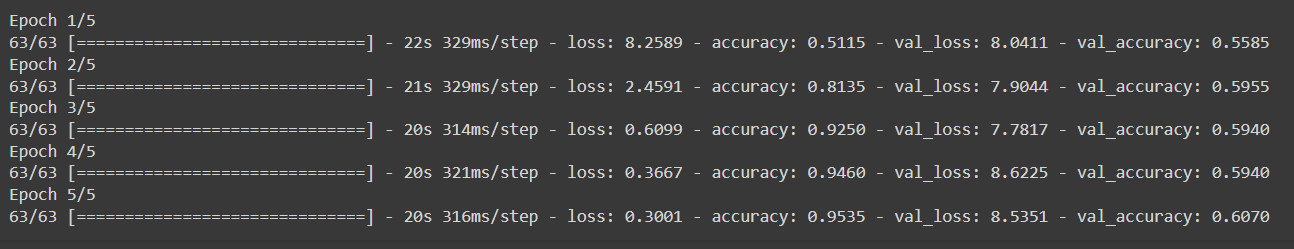 Epoch 1/5
63/63 [==============================] - 22s 329ms/step - loss: 8.2589 - accuracy: 0.5115 - val_loss: 8.0411 - val_accuracy: 0.5585
Epoch 2/5
63/63 [==============================] - 21s 329ms/step - loss: 2.4591 - accuracy: 0.8135 - val_loss: 7.9044 - val_accuracy: 0.5955
Epoch 3/5
63/63 [==============================] - 20s 314ms/step - loss: 0.6099 - accuracy: 0.9250 - val_loss: 7.7817 - val_accuracy: 0.5940
Epoch 4/5
63/63 [==============================] - 20s 321ms/step - loss: 0.3667 - accuracy: 0.9460 - val_loss: 8.6225 - val_accuracy: 0.5940
Epoch 5/5
63/63 [==============================] - 20s 316ms/step - loss: 0.3001 - accuracy: 0.9535 - val_loss: 8.5351 - val_accuracy: 0.6070